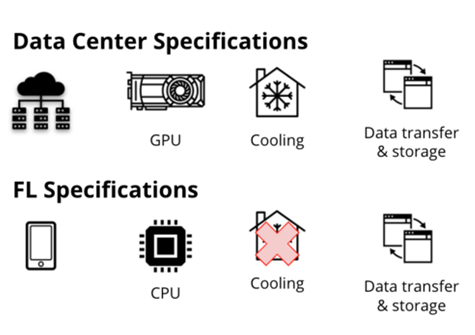 Data Center Specifications
GPU
Cooling
Data transfer
& storage
FL Specifications
CPU
Cooling
Data transfer
& storage